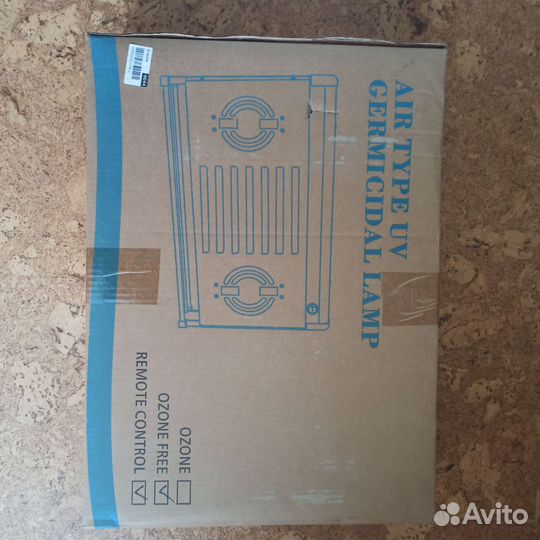 AIR TYPE UV
GERMICIDAL LAMP
OZONE
OZONE FREE
REMOTE CONTROL
Avito